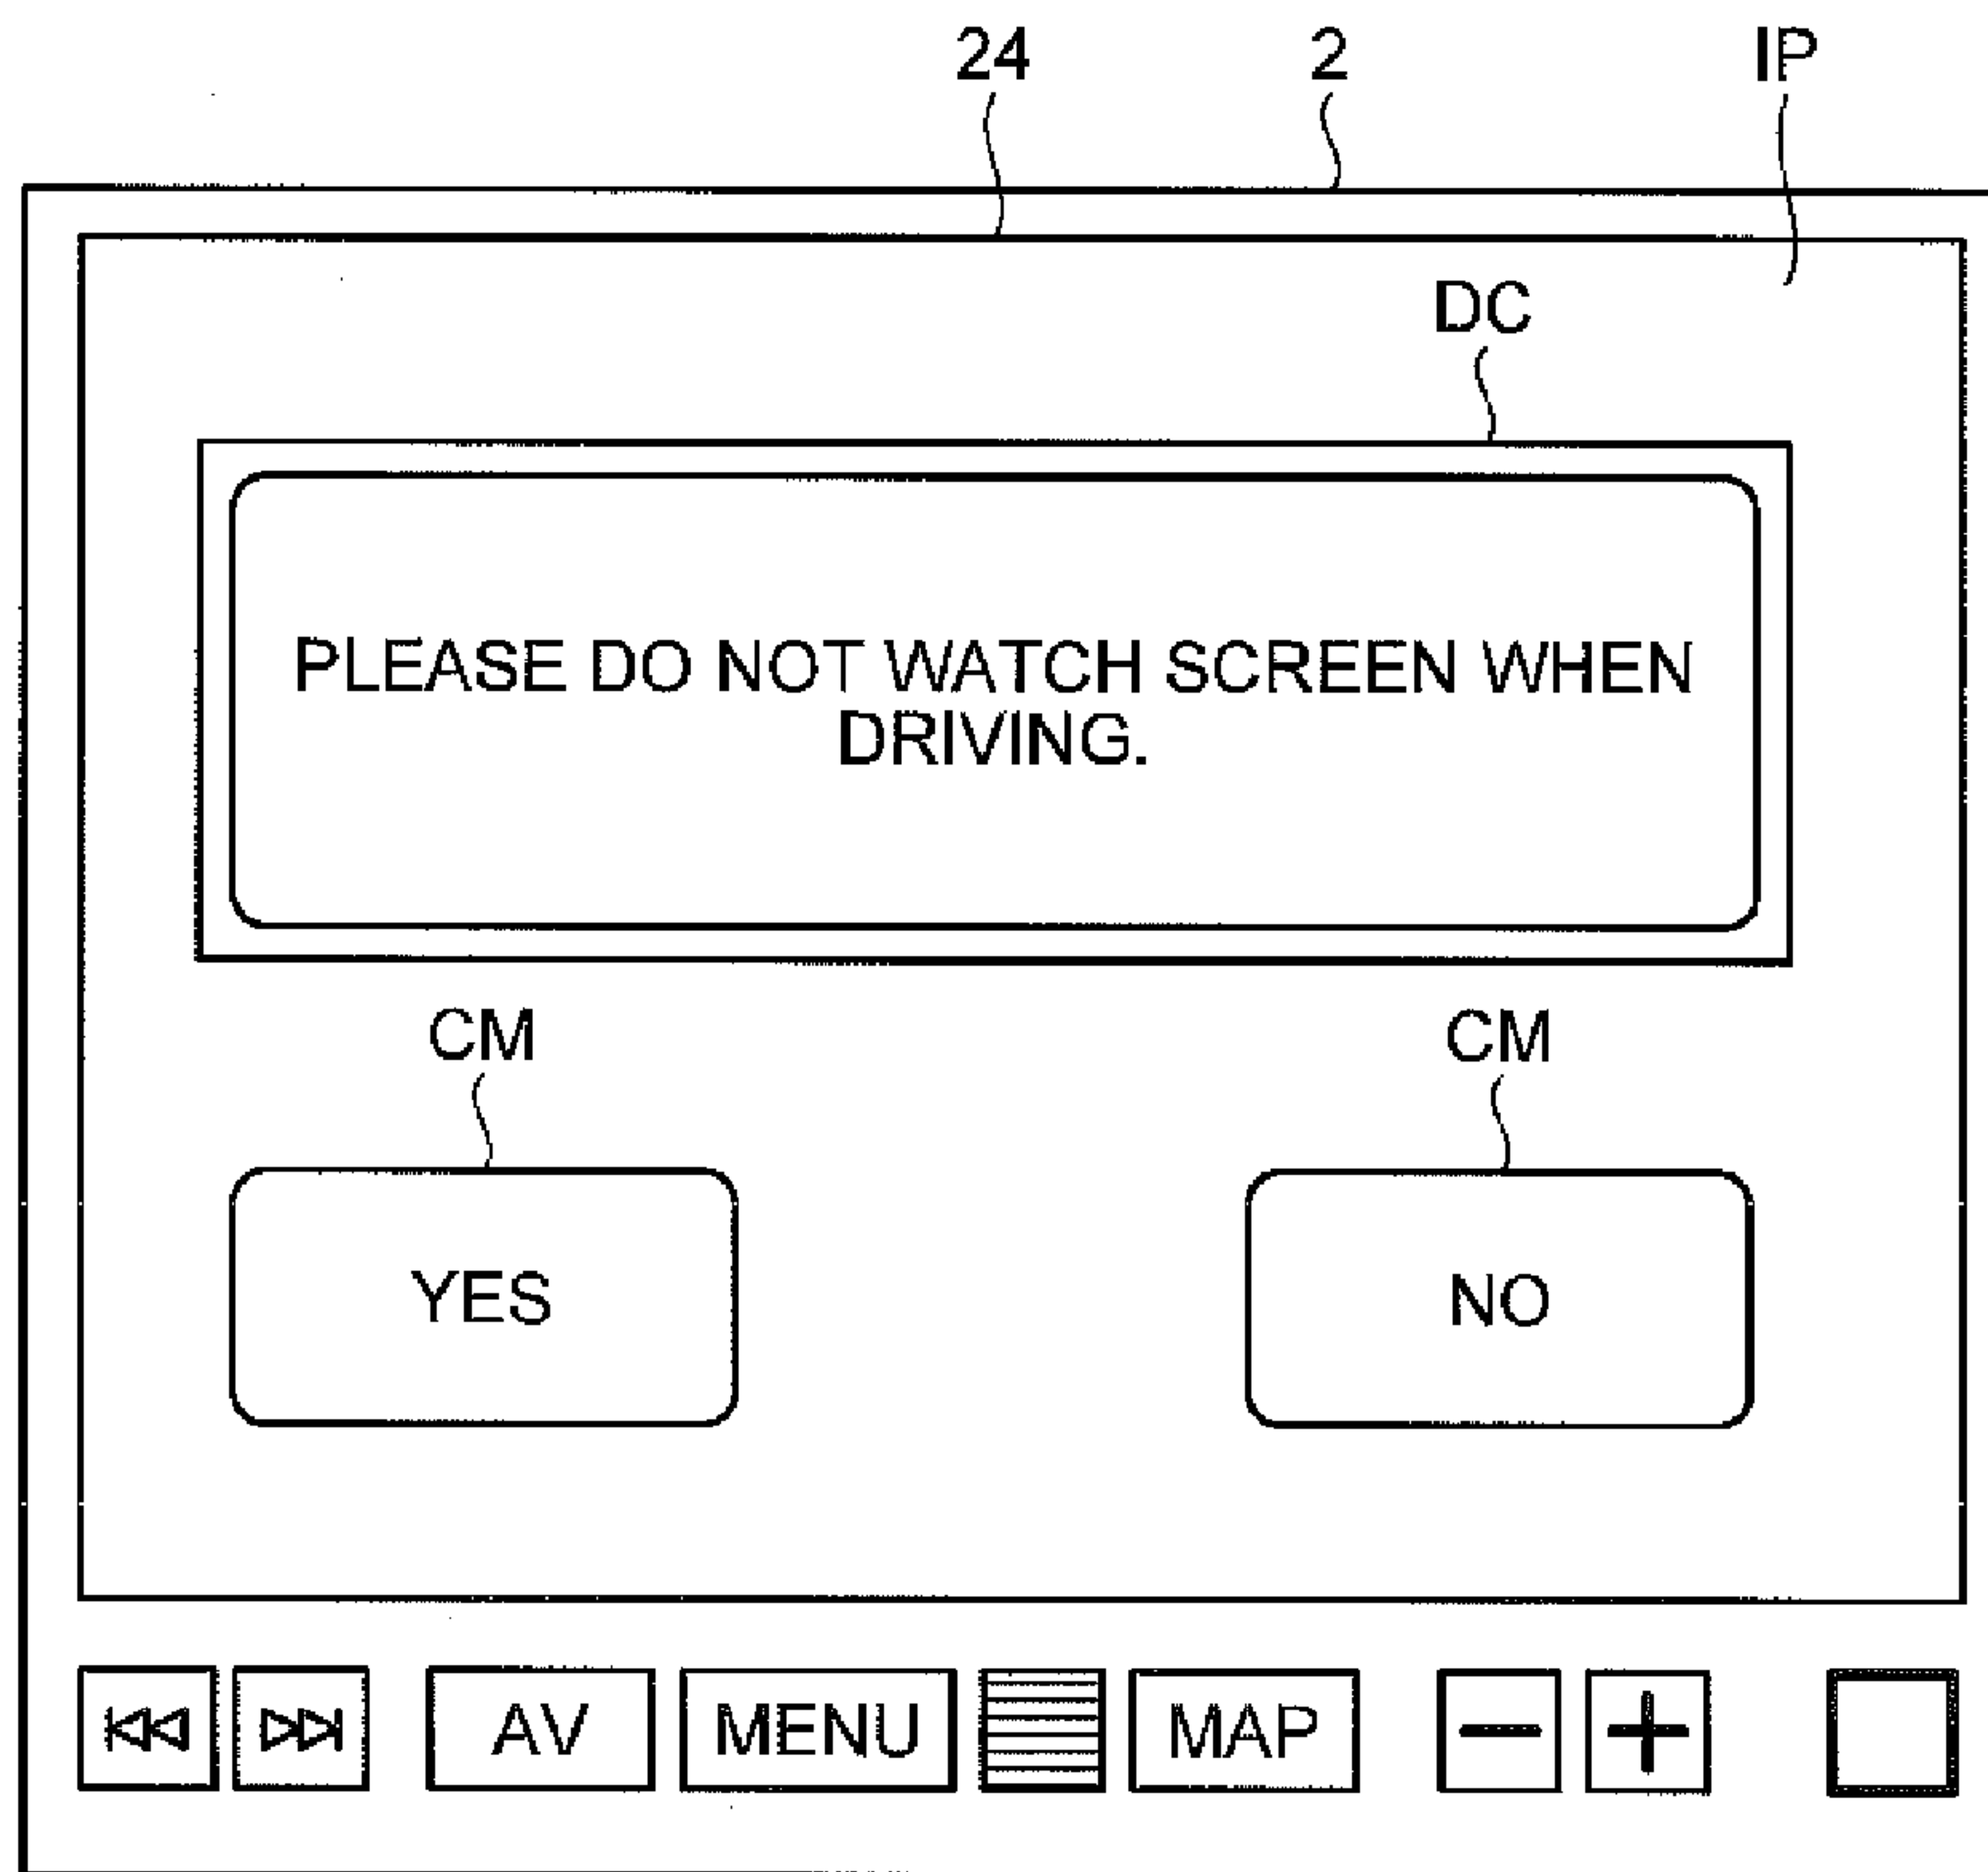 24 2 IP
DC
PLEASE DO NOT WATCH SCREEN WHEN
DRIVING.
CM CM
YES NO
AV MENU MAP - +